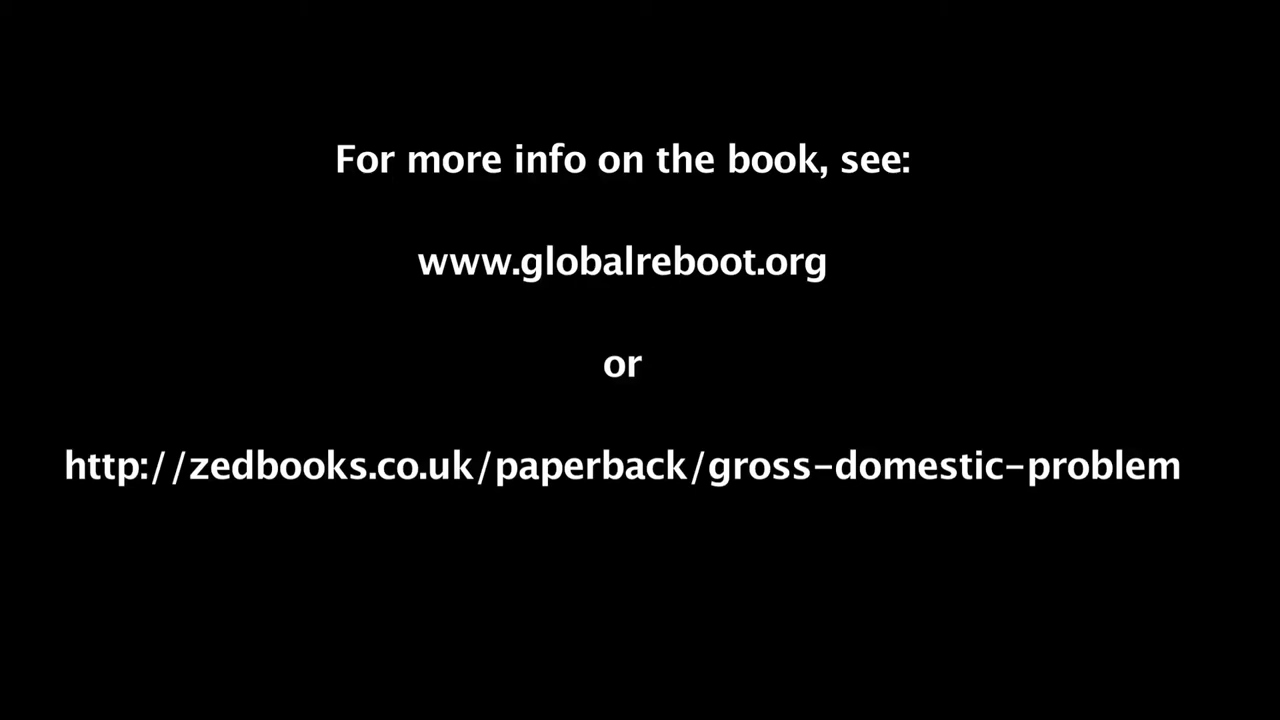 For more info on the book, see:
www.globalreboot.org
or
http://zedbooks.co.uk/paperback/gross-domestic-problem